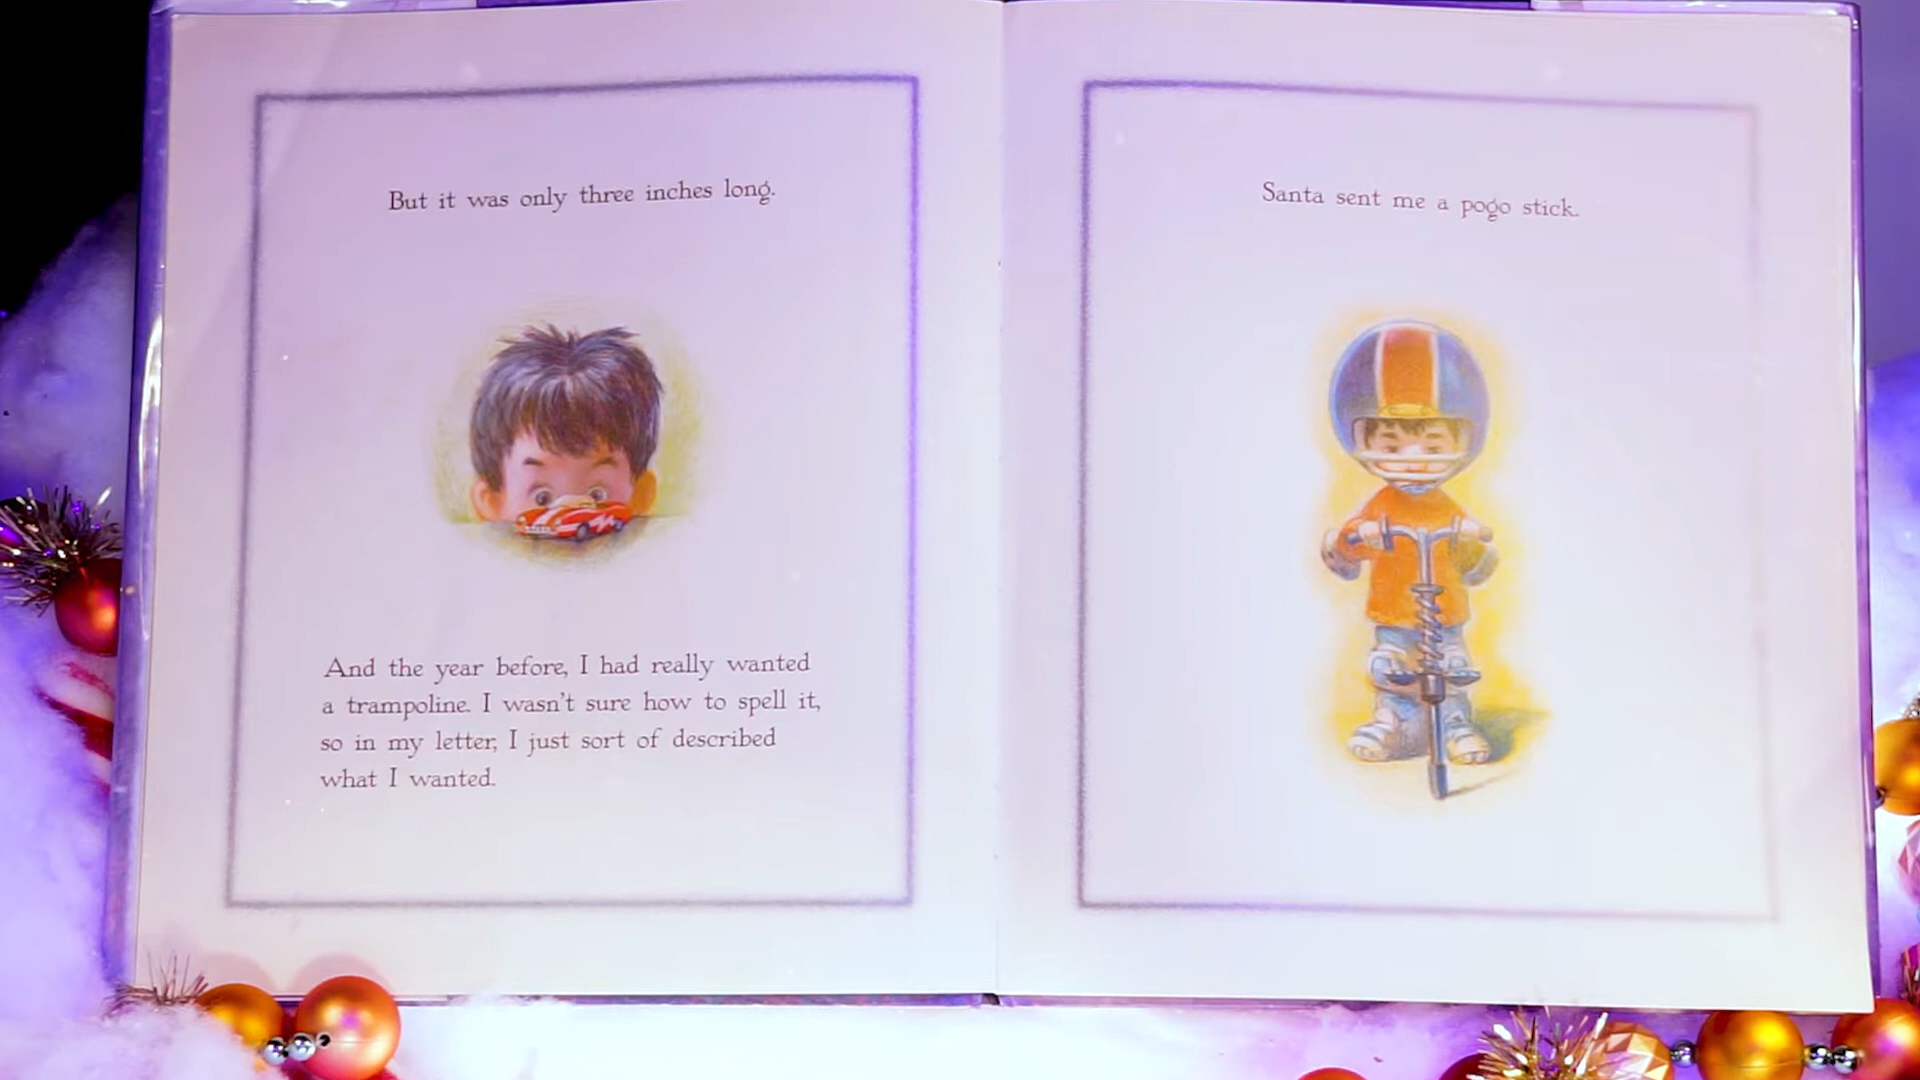 But it was only three inches long.
And the year before, I had really wanted
a trampoline. I wasn't sure how to spell it,
so in my letter, I just sort of described
what I wanted.
Santa sent me a pogo stick.